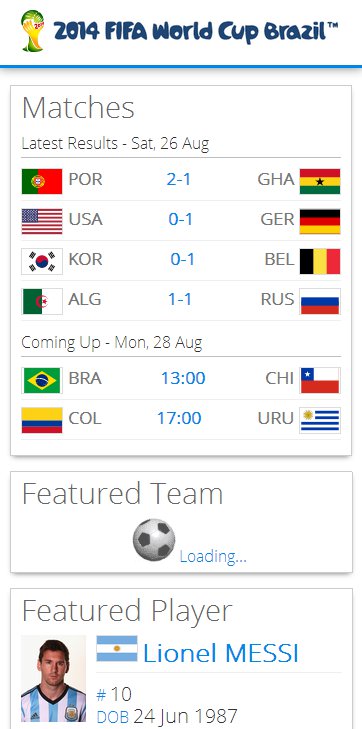 2014 FIFA World Cup Brazil™
Matches
Latest Results - Sat, 26 Aug
POR 2-1 GHA
USA 0-1 GER
KOR 0-1 BEL
ALG 1-1 RUS
Coming Up - Mon, 28 Aug
BRA 13:00 CHI
COL 17:00 URU
Featured Team
Loading...
Featured Player
Lionel MESSI
# 10
DOB 24 Jun 1987